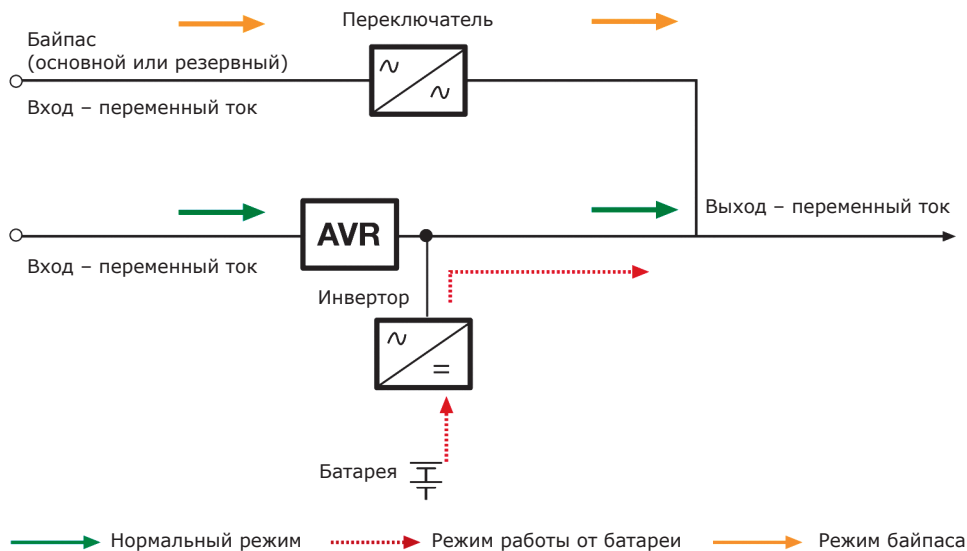 Переключатель
Байпас
(основной или резервный)
Вход – переменный ток
AVR
Выход – переменный ток
Вход – переменный ток
Инвертор
Батарея
Нормальный режим
Режим работы от батареи
Режим байпаса